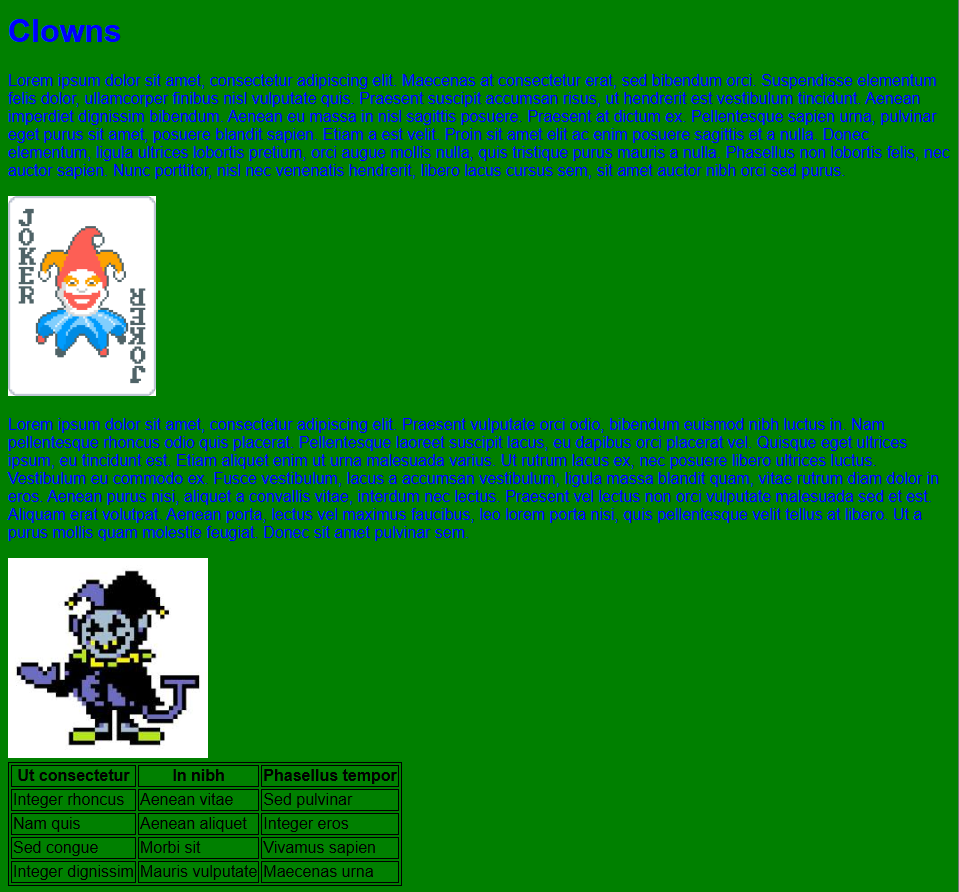 Clowns
Lorem ipsum dolor sit amet, consectetur adipiscing elit. Maecenas at consectetur erat, sed bibendum orci. Suspendisse elementum
felis dolor, ullamcorper finibus nisl vulputate quis. Praesent suscipit accumsan risus, ut hendrerit est vestibulum tincidunt. Aenean
imperdiet dignissim bibendum. Aenean eu massa in nisl sagittis posuere. Praesent at dictum ex. Pellentesque sapien urna, pulvinar
eget purus sit amet, posuere blandit sapien. Etiam a est velit. Proin sit amet elit ac enim posuere sagittis et a nulla. Donec
elementum, ligula ultrices lobortis pretium, orci augue mollis nulla, quis tristique purus mauris a nulla. Phasellus non lobortis felis, nec
auctor sapien. Nunc porttitor, nisl nec venenatis hendrerit, libero lacus cursus sem, sit amet auctor nibh orci sed purus.
JOKER
JOKER
Lorem ipsum dolor sit amet, consectetur adipiscing elit. Praesent vulputate orci odio, bibendum euismod nibh luctus in. Nam
pellentesque rhoncus odio quis placerat. Pellentesque laoreet suscipit lacus, eu dapibus orci placerat vel. Quisque eget ultrices
ipsum, eu tincidunt est. Etiam aliquet enim ut urna malesuada varius. Ut rutrum lacus ex, nec posuere libero ultrices luctus.
Vestibulum eu commodo ex. Fusce vestibulum, lacus a accumsan vestibulum, ligula massa blandit quam, vitae rutrum diam dolor in
eros. Aenean purus nisi, aliquet a convallis vitae, interdum nec lectus. Praesent vel lectus non orci vulputate malesuada sed et est.
Aliquam erat volutpat. Aenean porta, lectus vel maximus faucibus, leo lorem porta nisi, quis pellentesque velit tellus at libero. Ut a
purus mollis quam molestie feugiat. Donec sit amet pulvinar sem.
Ut consectetur In nibh Phasellus tempor
Integer rhoncus Aenean vitae Sed pulvinar
Nam quis Aenean aliquet Integer eros
Sed congue Morbi sit Vivamus sapien
Integer dignissim Mauris vulputate Maecenas urna